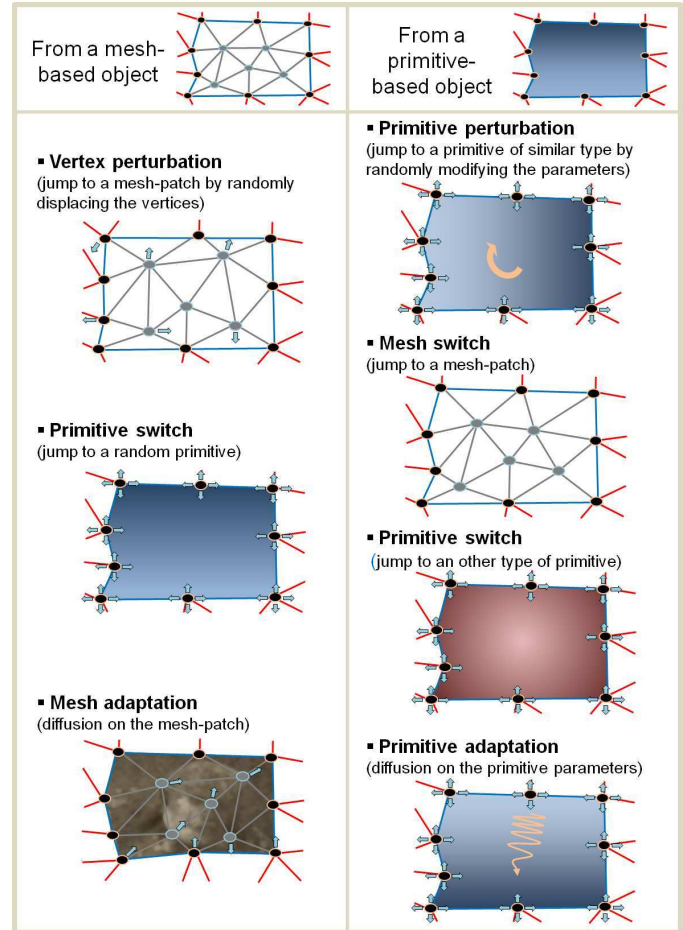 From a mesh-
based object
From a
primitive-
based object
▪ Vertex perturbation
(jump to a mesh-patch by randomly
displacing the vertices)
▪ Primitive switch
(jump to a random primitive)
▪ Mesh adaptation
(diffusion on the mesh-patch)
▪ Primitive perturbation
(jump to a primitive of similar type by
randomly modifying the parameters)
▪ Mesh switch
(jump to a mesh-patch)
▪ Primitive switch
(jump to an other type of primitive)
▪ Primitive adaptation
(diffusion on the primitive parameters)